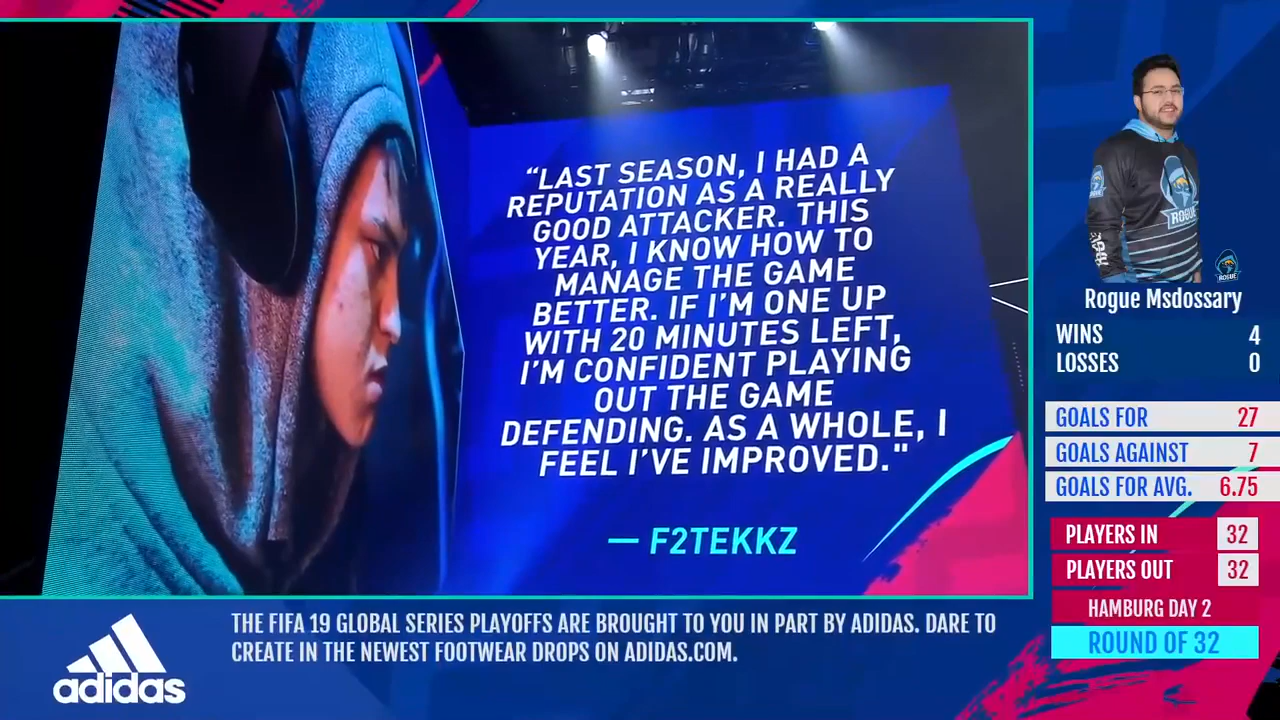 “LAST SEASON, I HAD A
REPUTATION AS A REALLY
GOOD ATTACKER. THIS
YEAR, I KNOW HOW TO
MANAGE THE GAME
BETTER. IF I'M ONE UP
WITH 20 MINUTES LEFT,
I'M CONFIDENT PLAYING
OUT THE GAME
DEFENDING. AS A WHOLE, I
FEEL I'VE IMPROVED."
— F2TEKKZ
ROGUE
ROGUE
Rogue Msdossary
WINS 4
LOSSES 0
GOALS FOR 27
GOALS AGAINST 7
GOALS FOR AVG. 6.75
PLAYERS IN 32
PLAYERS OUT 32
HAMBURG DAY 2
ROUND OF 32
adidas
THE FIFA 19 GLOBAL SERIES PLAYOFFS ARE BROUGHT TO YOU IN PART BY ADIDAS. DARE TO
CREATE IN THE NEWEST FOOTWEAR DROPS ON ADIDAS.COM.